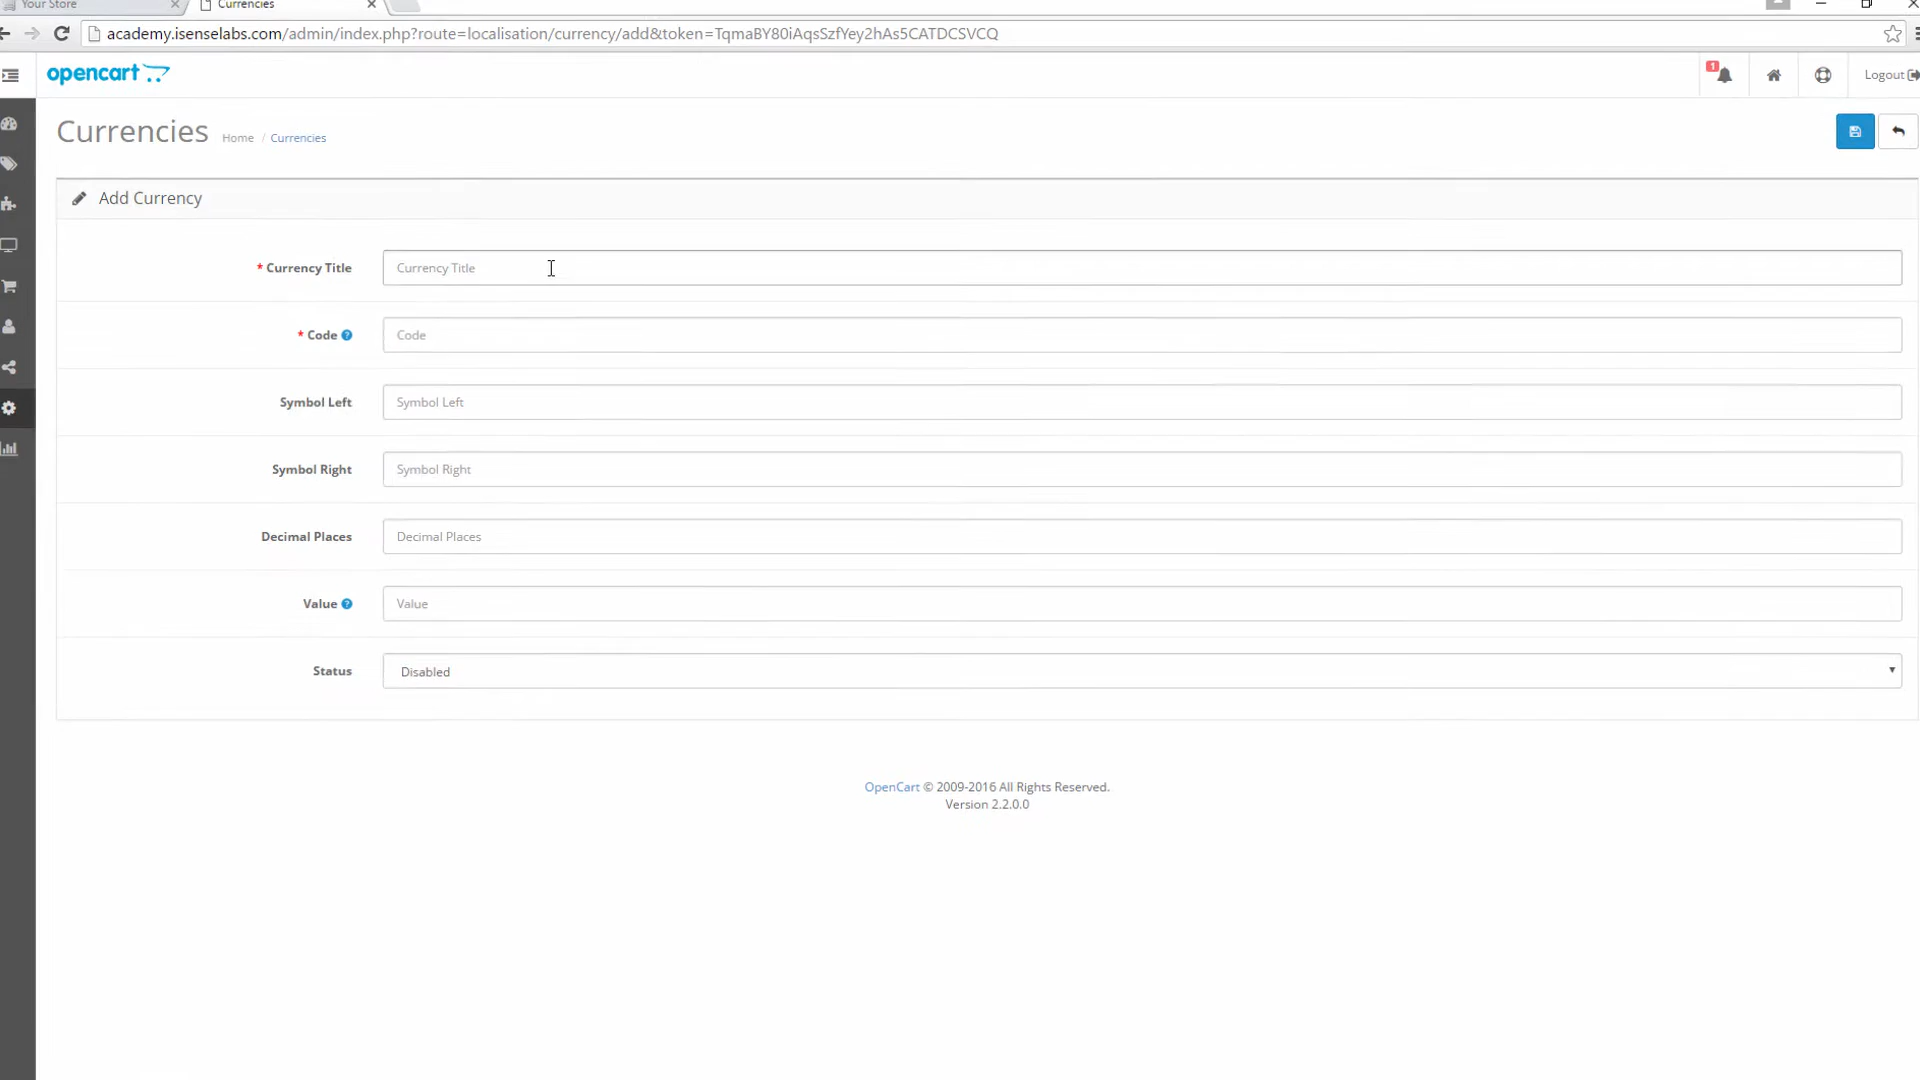 Your Store
Currencies
academy.isenselabs.com/admin/index.php?route=localisation/currency/add&token=TqmaBY80iAqsSzfYey2hAs5CATDCSVCQ
opencart
1
Logout
Currencies
Home / Currencies
Add Currency
* Currency Title
Currency Title
* Code
Code
Symbol Left
Symbol Left
Symbol Right
Symbol Right
Decimal Places
Decimal Places
Value
Value
Status
Disabled
OpenCart © 2009-2016 All Rights Reserved.
Version 2.2.0.0